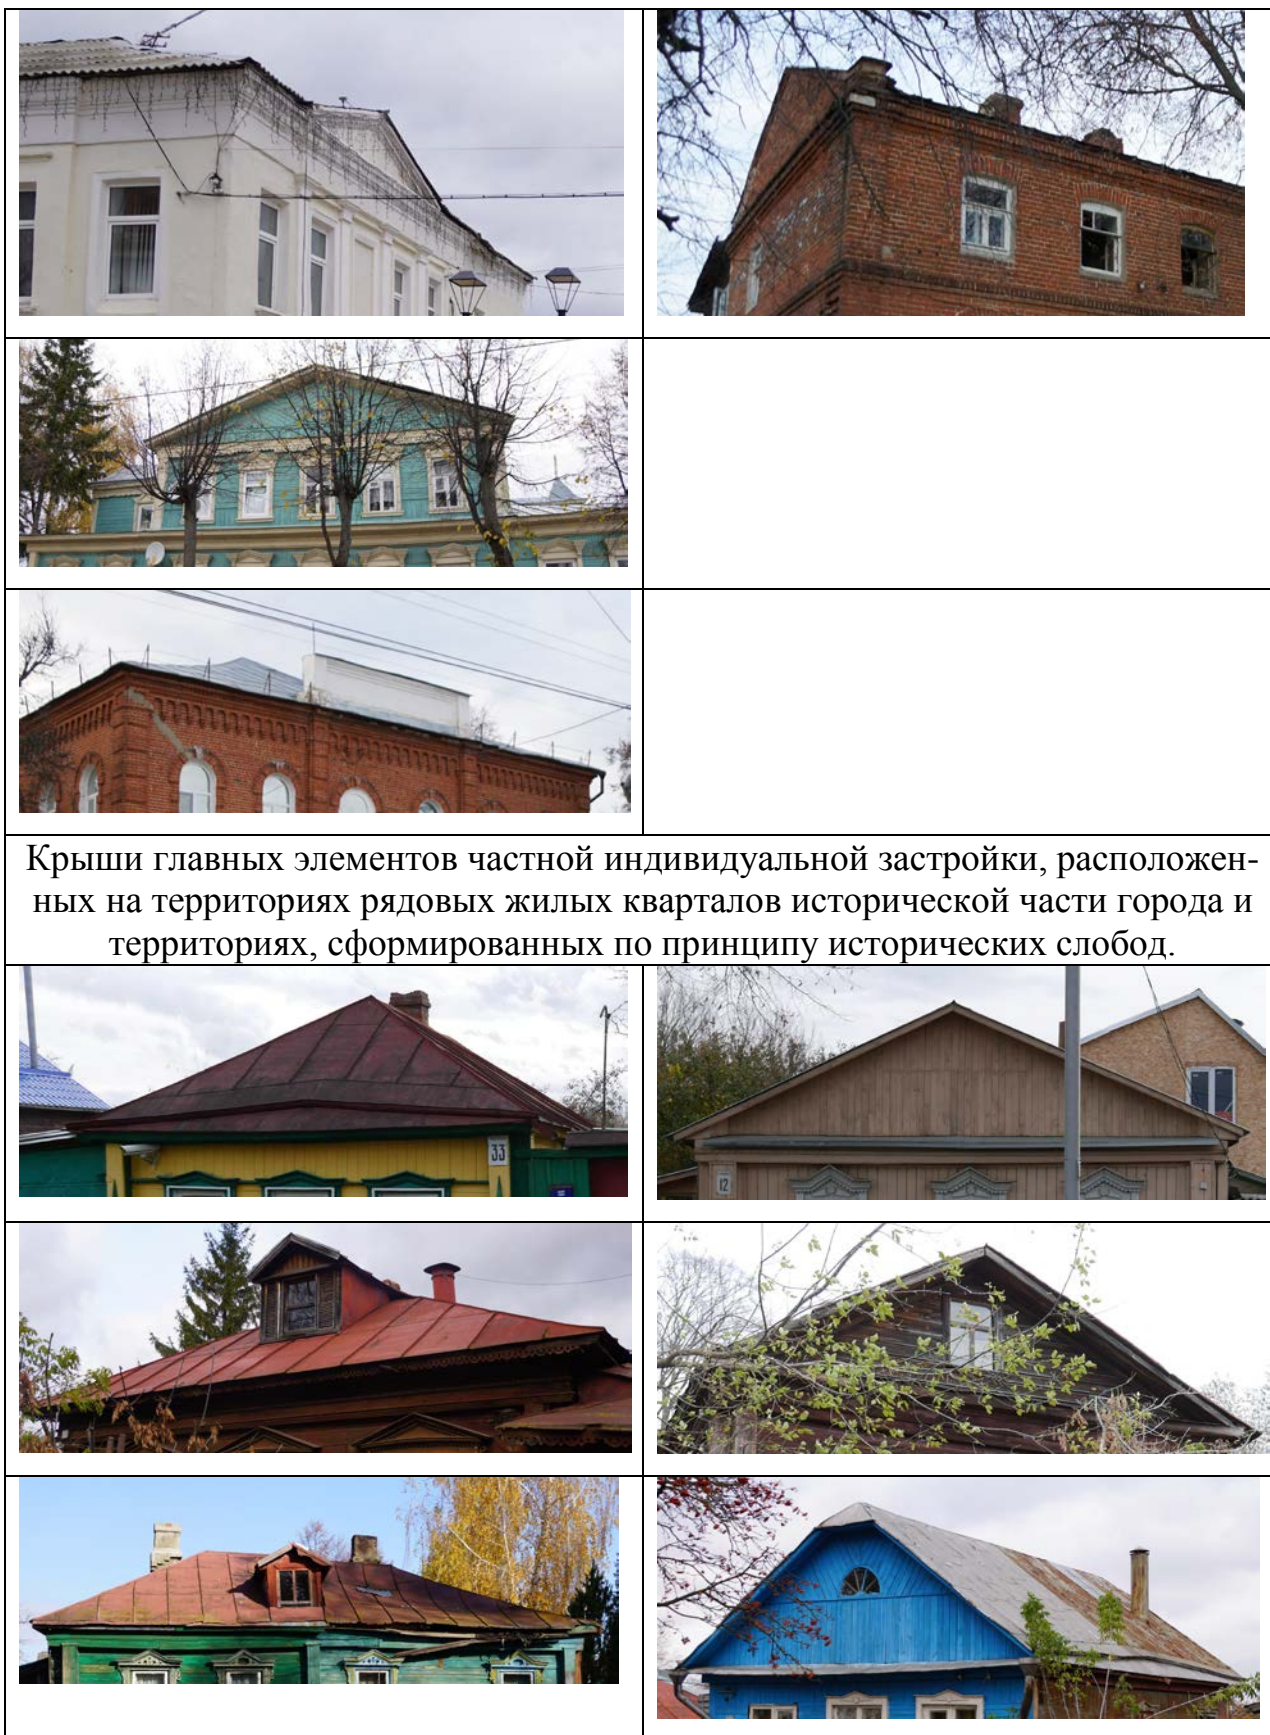 Крыши главных элементов частной индивидуальной застройки, расположен-
ных на территориях рядовых жилых кварталов исторической части города и
территориях, сформированных по принципу исторических слобод.
33
12